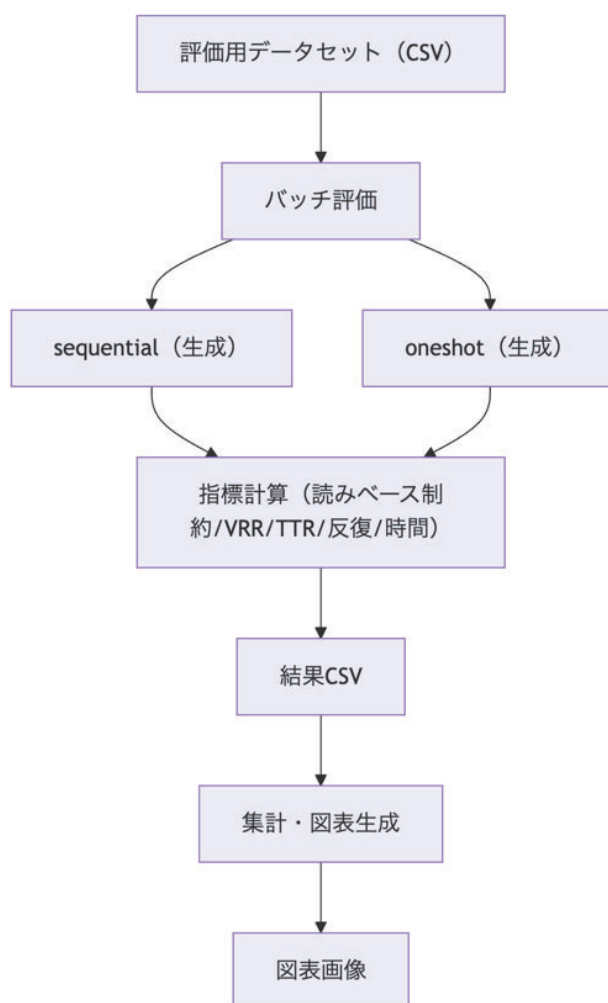 評価用データセット（CSV）
バッチ評価
sequential（生成）
oneshot（生成）
指標計算（読みベース制
約/VRR/TTR/反復/時間）
結果CSV
集計・図表生成
図表画像